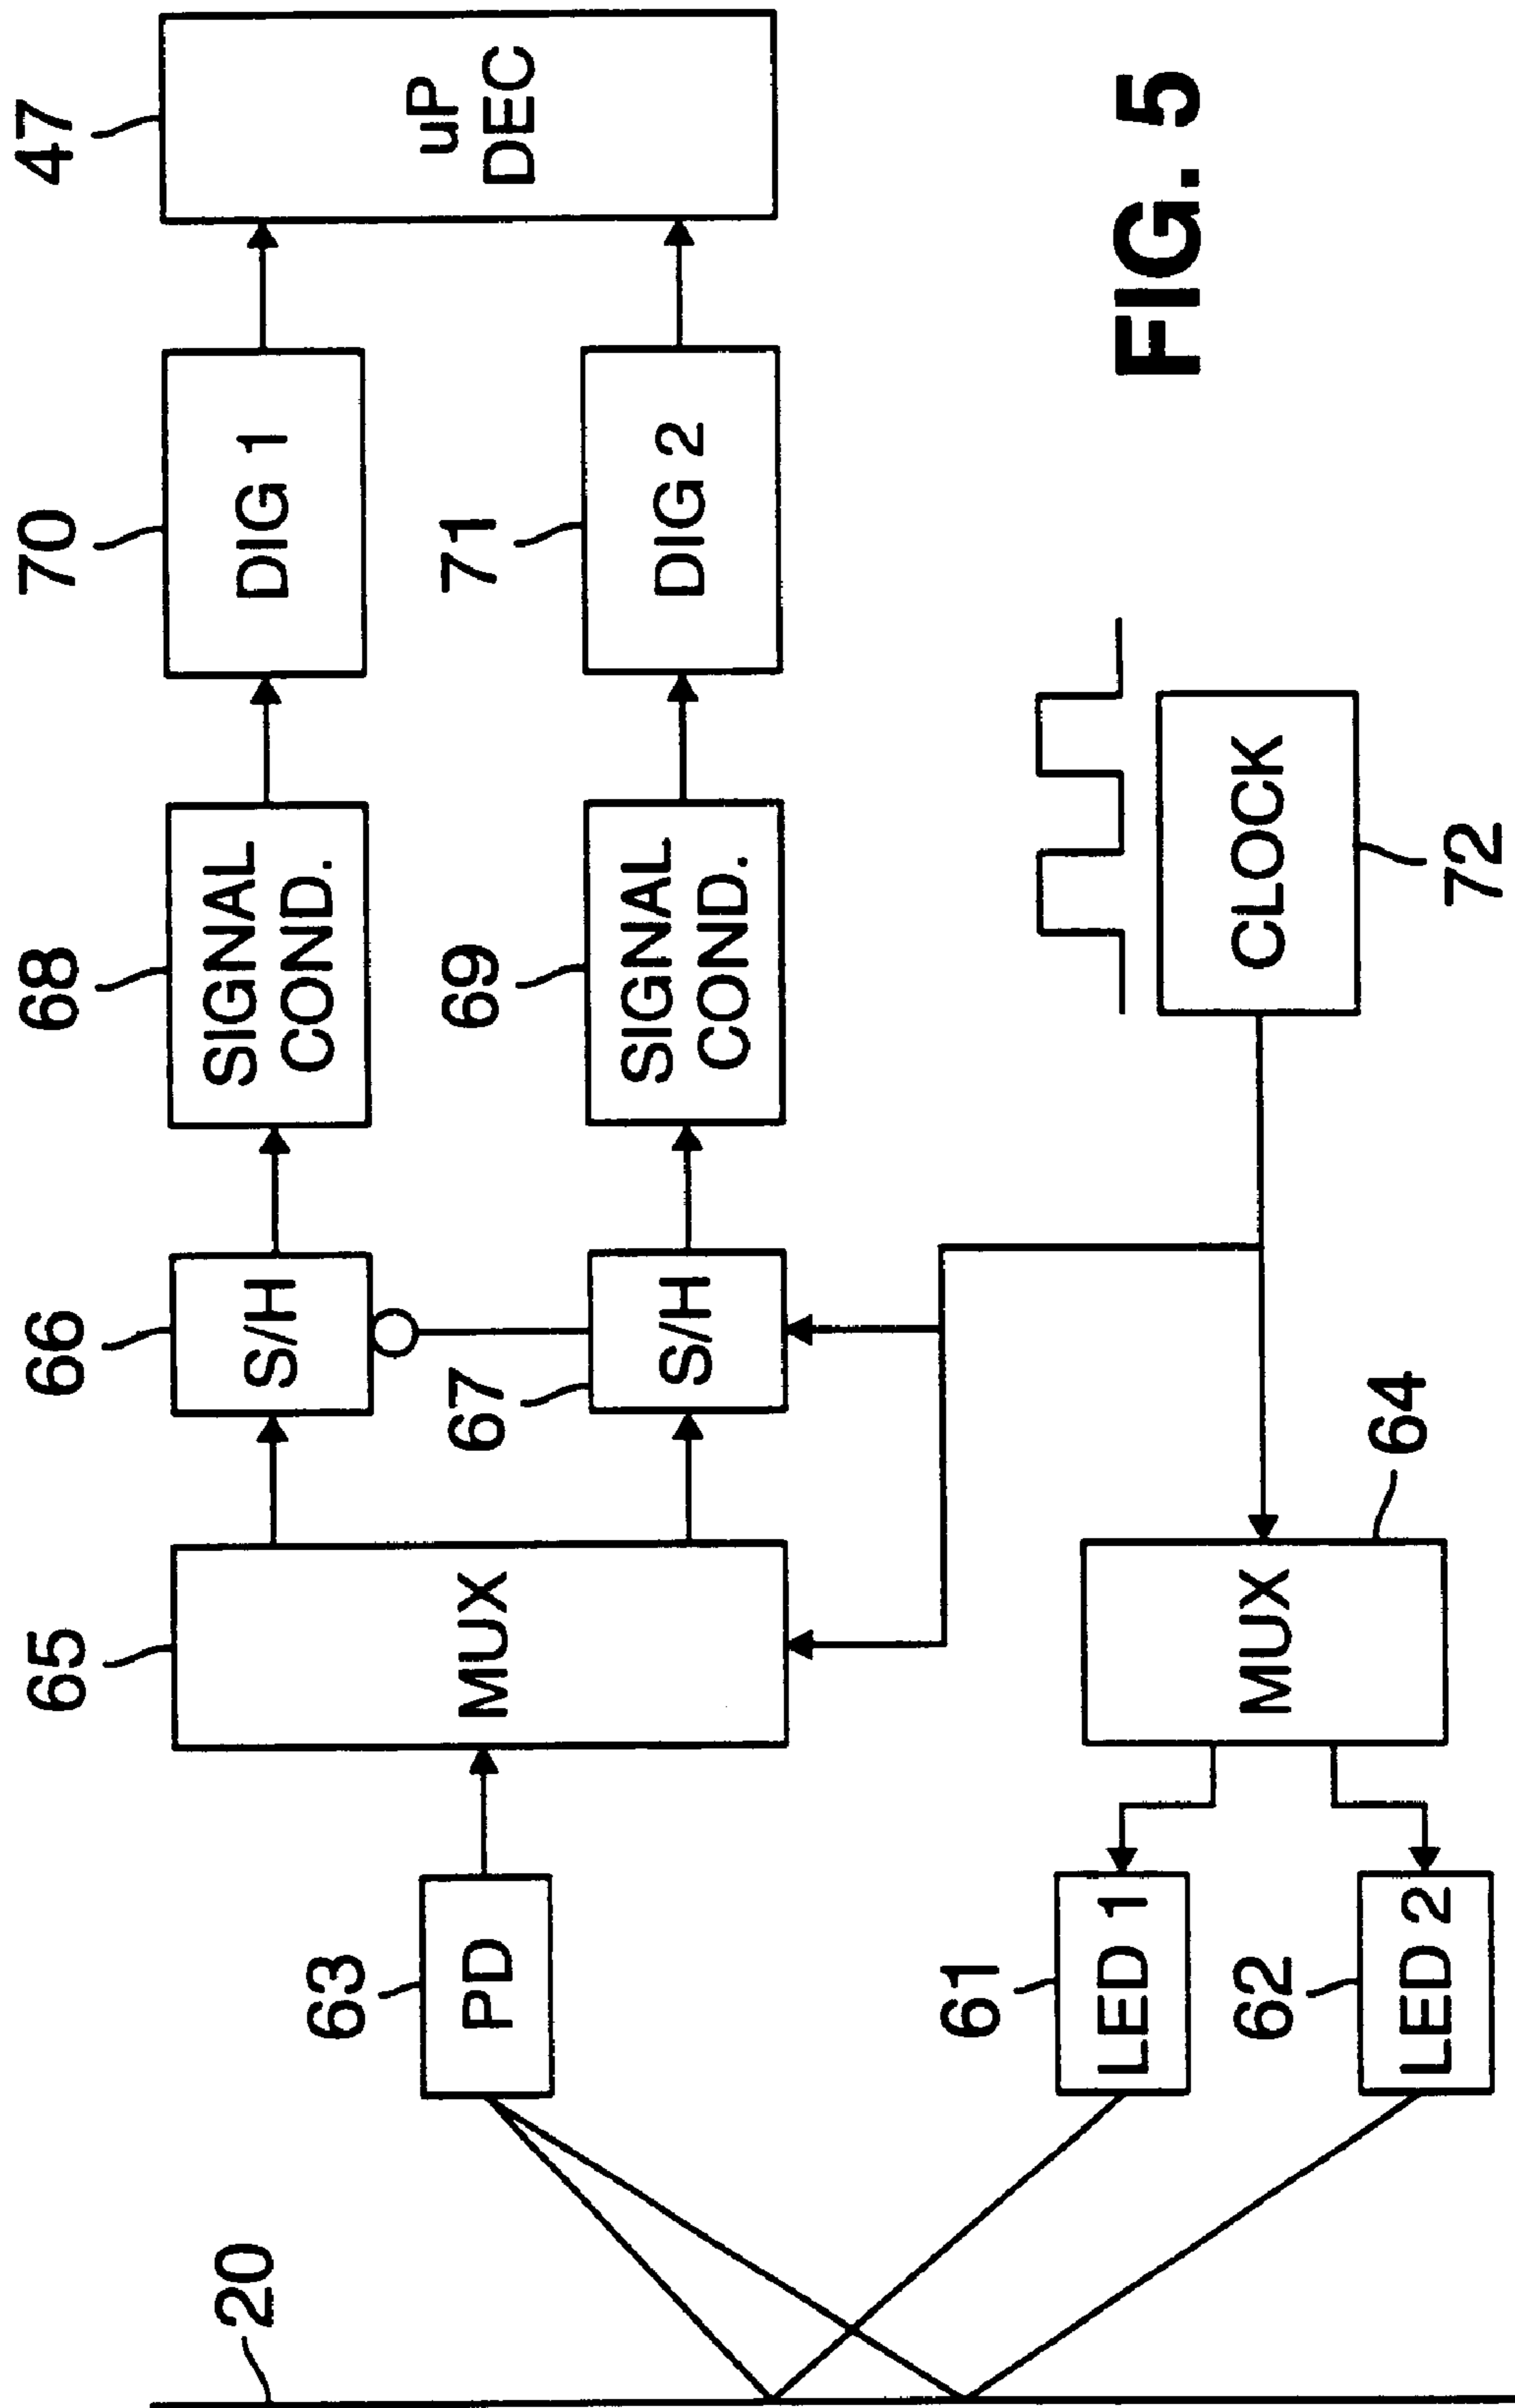 20
63
PD
65
MUX
66
S/H
68
SIGNAL
COND.
70
DIG 1
47
uP
DEC
67
S/H
69
SIGNAL
COND.
71
DIG 2
61
LED 1
62
LED 2
MUX
64
CLOCK
72
FIG. 5